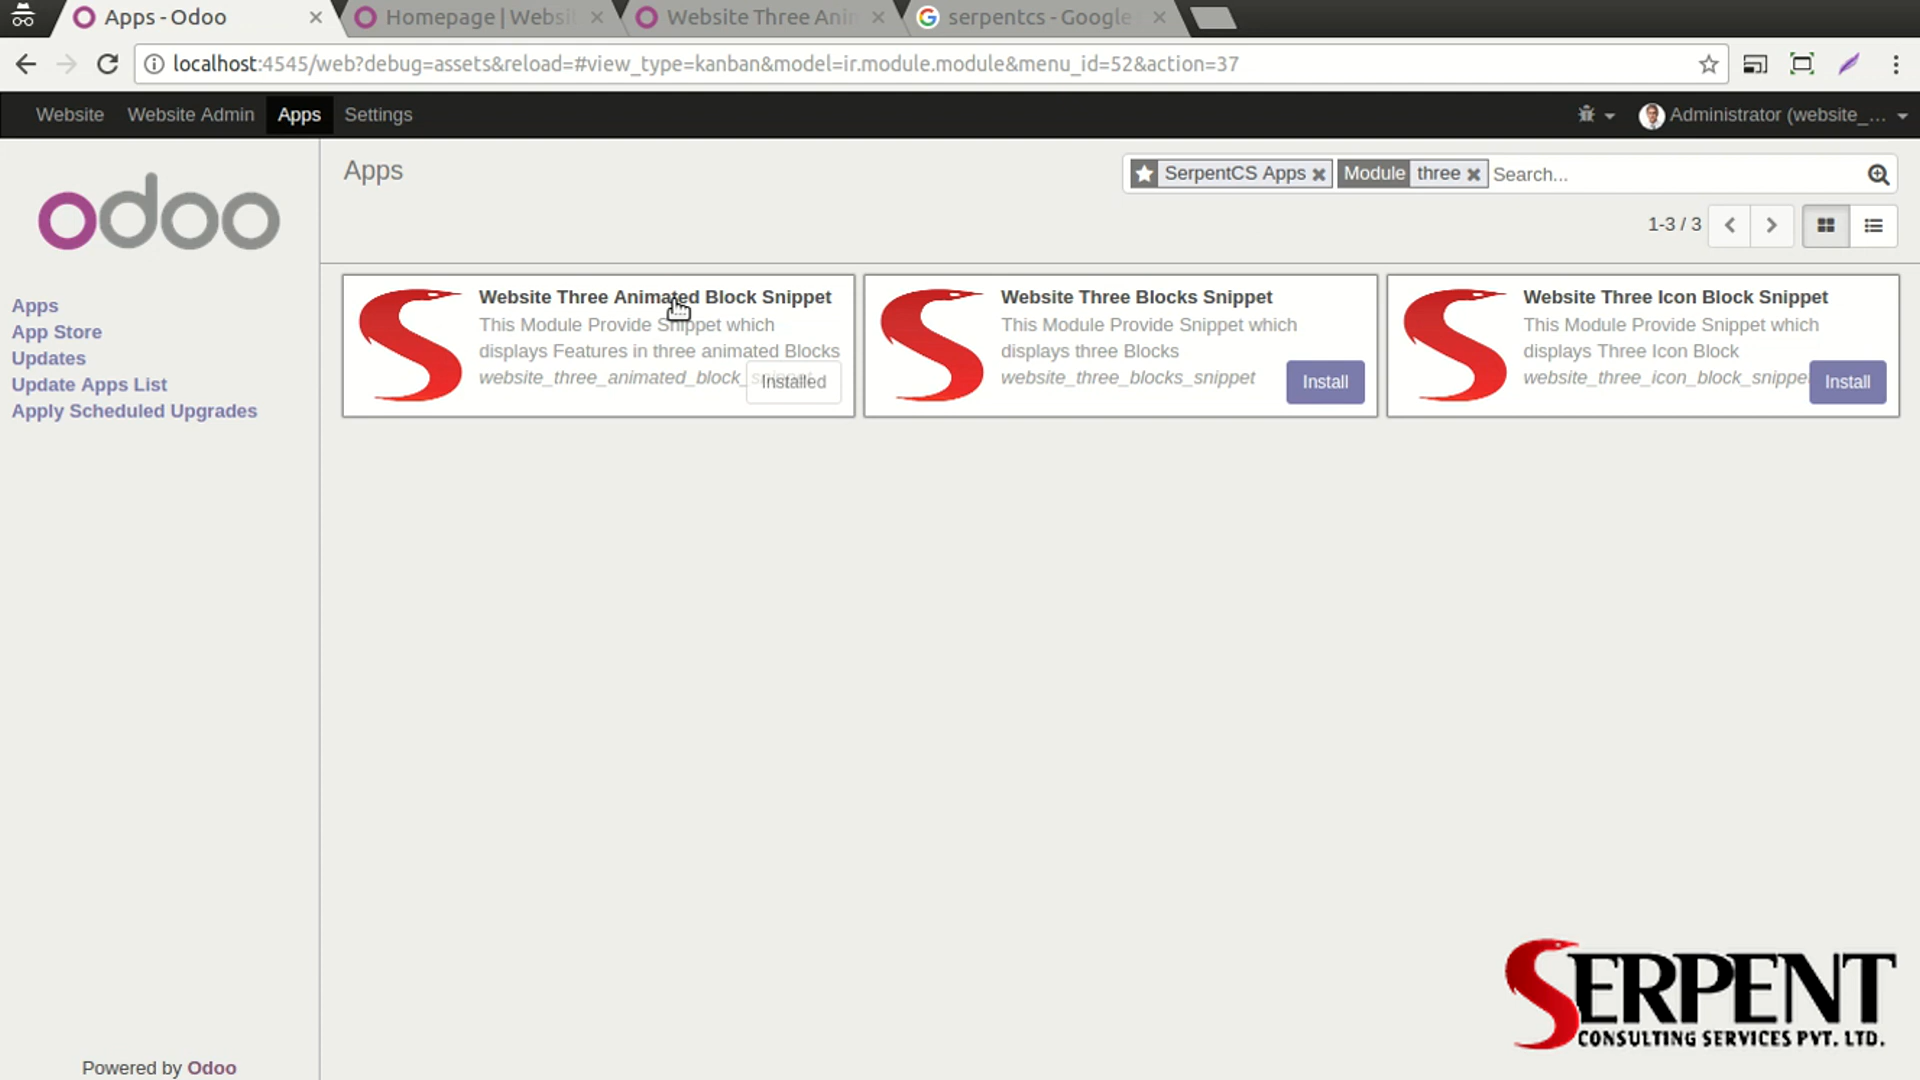 Apps - Odoo
Homepage | Websi
Website Three Anim
serpentcs - Google
localhost:4545/web?debug=assets&reload=#view_type=kanban&model=ir.module.module&menu_id=52&action=37
Website
Website Admin
Apps
Settings
Administrator (website_...
odoo
Apps
App Store
Updates
Update Apps List
Apply Scheduled Upgrades
Powered by Odoo
Apps
SerpentCS Apps
Module three
Search...
1-3 / 3
Website Three Animated Block Snippet
This Module Provide Snippet which
displays Features in three animated Blocks
website_three_animated_block_snippet
Installed
Website Three Blocks Snippet
This Module Provide Snippet which
displays three Blocks
website_three_blocks_snippet
Install
Website Three Icon Block Snippet
This Module Provide Snippet which
displays Three Icon Block
website_three_icon_block_snippe
Install
SERPENT
CONSULTING SERVICES PVT. LTD.